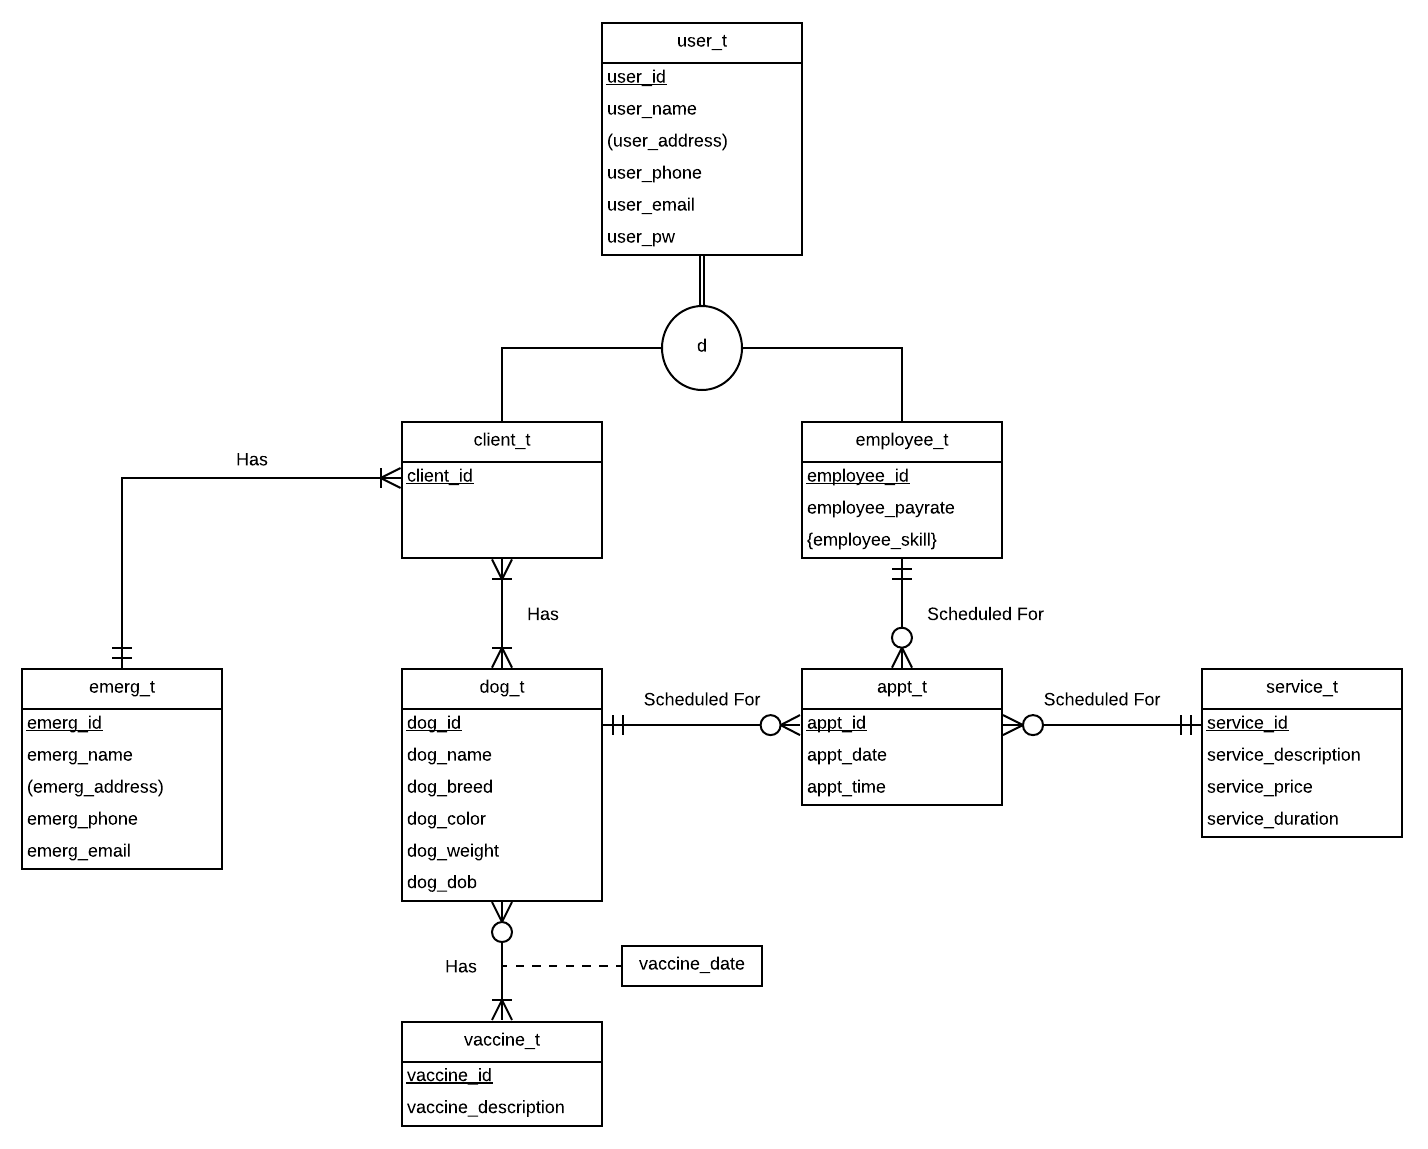 user_t
user_id
user_name
(user_address)
user_phone
user_email
user_pw
d
client_t
client_id
employee_t
employee_id
employee_payrate
{employee_skill}
Has
Has
Scheduled For
emerg_t
emerg_id
emerg_name
(emerg_address)
emerg_phone
emerg_email
dog_t
dog_id
dog_name
dog_breed
dog_color
dog_weight
dog_dob
Scheduled For
appt_t
appt_id
appt_date
appt_time
Scheduled For
service_t
service_id
service_description
service_price
service_duration
Has
vaccine_date
vaccine_t
vaccine_id
vaccine_description